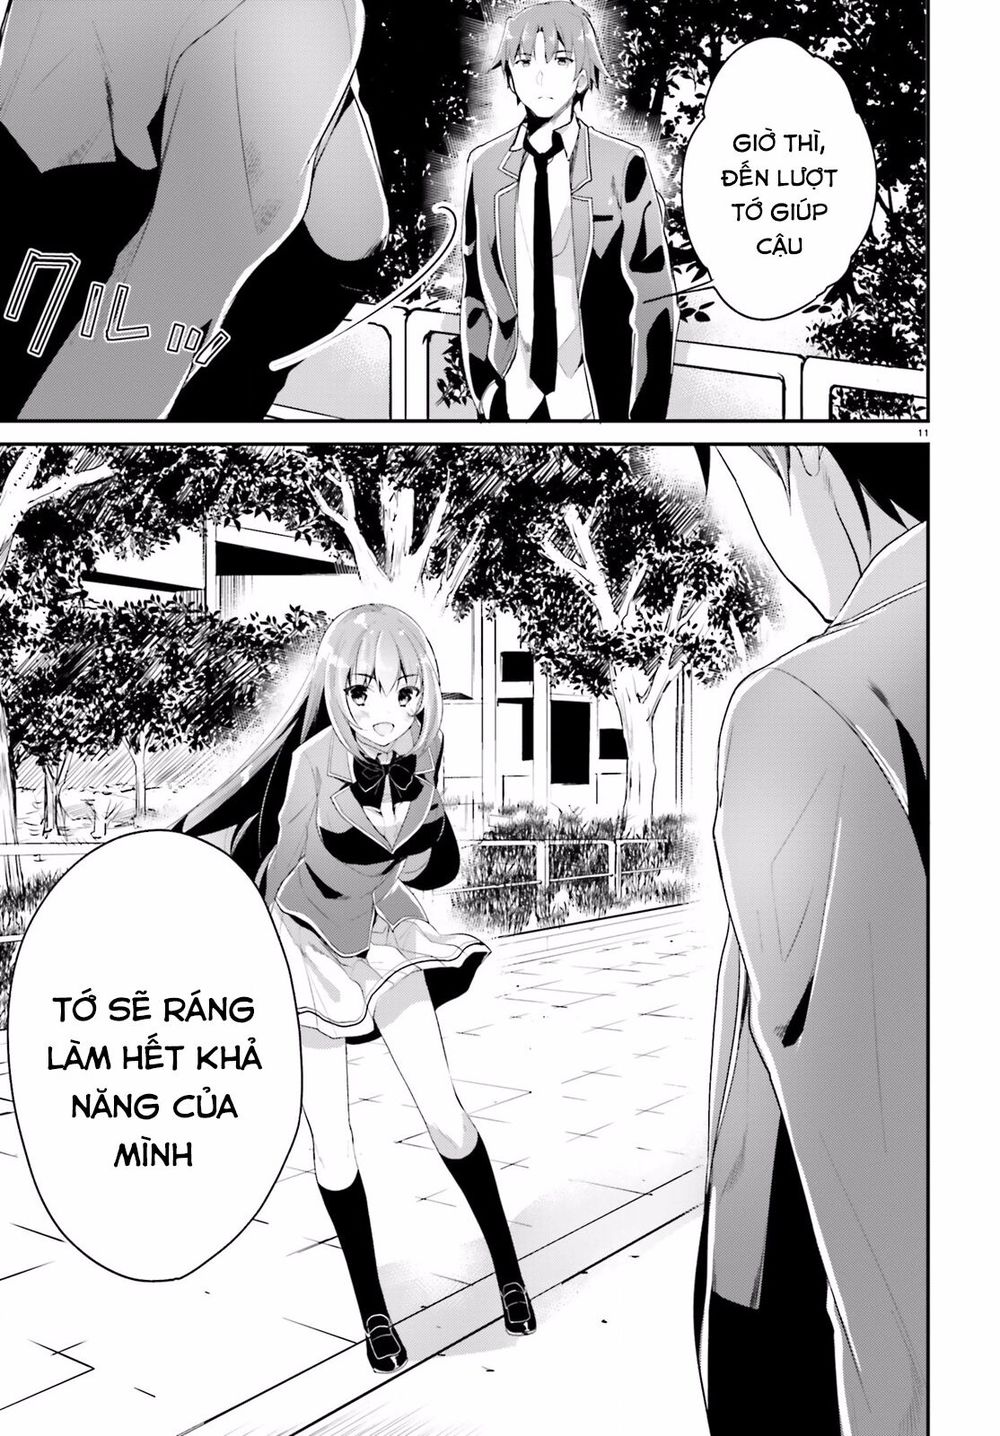 GIỜ THÌ,
ĐẾN LƯỢT
TỚ GIÚP
CẬU
クルッ
11
TỚ SẼ RÁNG
LÀM HẾT KHẢ
NĂNG CỦA
MÌNH